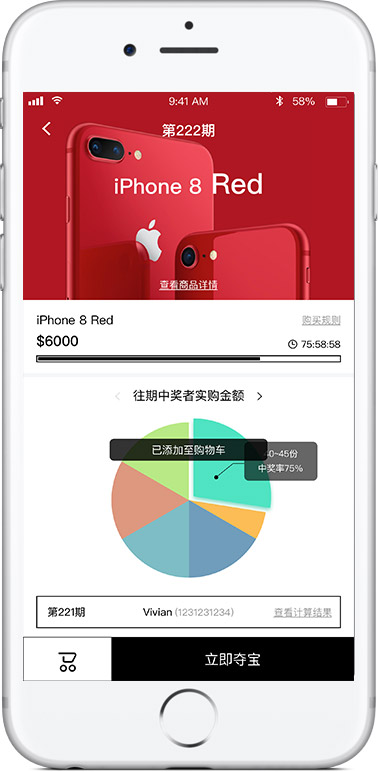 9:41 AM 58%
第222期
iPhone 8 Red
查看商品详情
iPhone 8 Red 购买规则
$6000 75:58:58
往期中奖者实购金额
已添加至购物车
0~45份
中奖率75%
第221期 Vivian (1231231234) 查看计算结果
立即夺宝